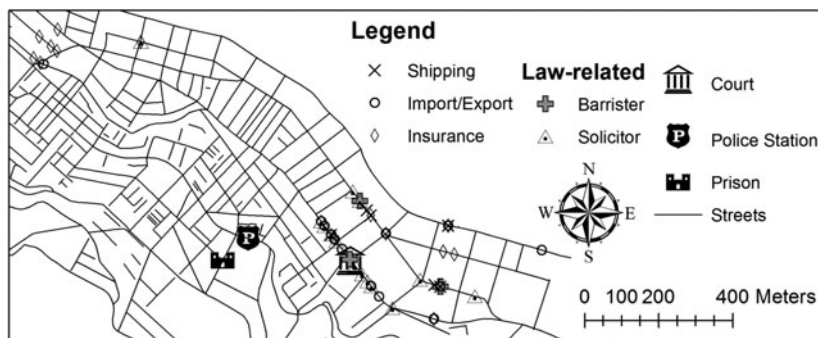 Legend
Shipping
Import/Export
Insurance
Law-related
Barrister
Solicitor
Court
Police Station
Prison
Streets
P
P
N
W E
S
0 100 200 400 Meters